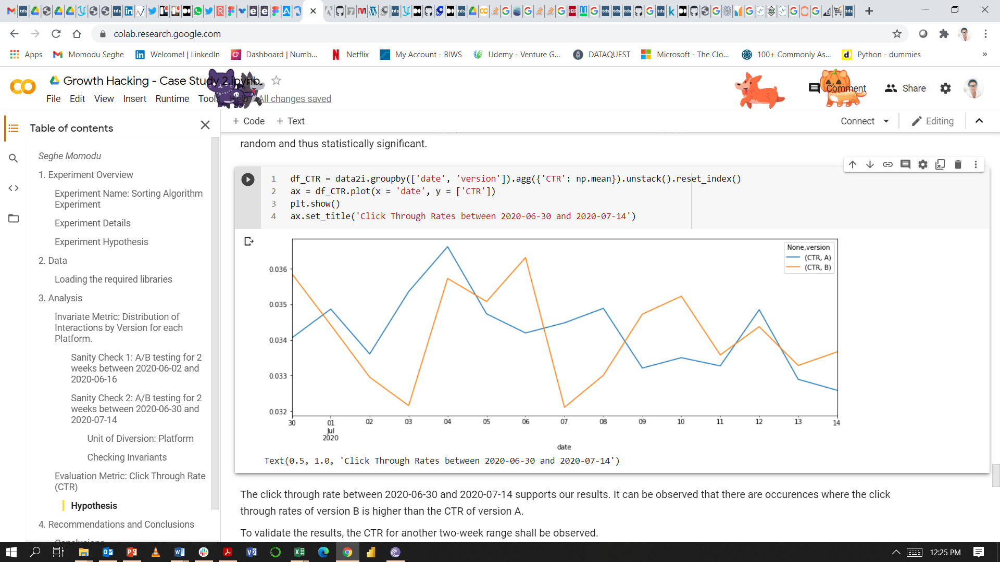 colab.research.google.com
Apps Momodu Seghe Welcome! | LinkedIn Dashboard | Numb... Netflix My Account - BIWS Udemy - Venture G... DATAQUEST Microsoft - The Clo... 100+ Commonly As... Python - dummies »
Growth Hacking - Case Study 2.ipynb
File Edit View Insert Runtime Tools Help All changes saved
Comment Share
+ Code + Text Connect Editing
Table of contents
Seghe Momodu
1. Experiment Overview
Experiment Name: Sorting Algorithm
Experiment
Experiment Details
Experiment Hypothesis
2. Data
Loading the required libraries
3. Analysis
Invariate Metric: Distribution of
Interactions by Version for each
Platform.
Sanity Check 1: A/B testing for 2
weeks between 2020-06-02 and
2020-06-16
Sanity Check 2: A/B testing for 2
weeks between 2020-06-30 and
2020-07-14
Unit of Diversion: Platform
Checking Invariants
Evaluation Metric: Click Through Rate
(CTR)
Hypothesis
4. Recommendations and Conclusions
Conclusions
random and thus statistically significant.
1 df_CTR = data2i.groupby(['date', 'version']).agg({'CTR': np.mean}).unstack().reset_index()
2 ax = df_CTR.plot(x = 'date', y = ['CTR'])
3 plt.show()
4 ax.set_title('Click Through Rates between 2020-06-30 and 2020-07-14')
None,version
(CTR, A)
(CTR, B)
0.036
0.035
0.034
0.033
0.032
30 01 02 03 04 05 06 07 08 09 10 11 12 13 14
Jul
2020
date
Text(0.5, 1.0, 'Click Through Rates between 2020-06-30 and 2020-07-14')
The click through rate between 2020-06-30 and 2020-07-14 supports our results. It can be observed that there are occurences where the click
through rates of version B is higher than the CTR of version A.
To validate the results, the CTR for another two-week range shall be observed.
12:25 PM